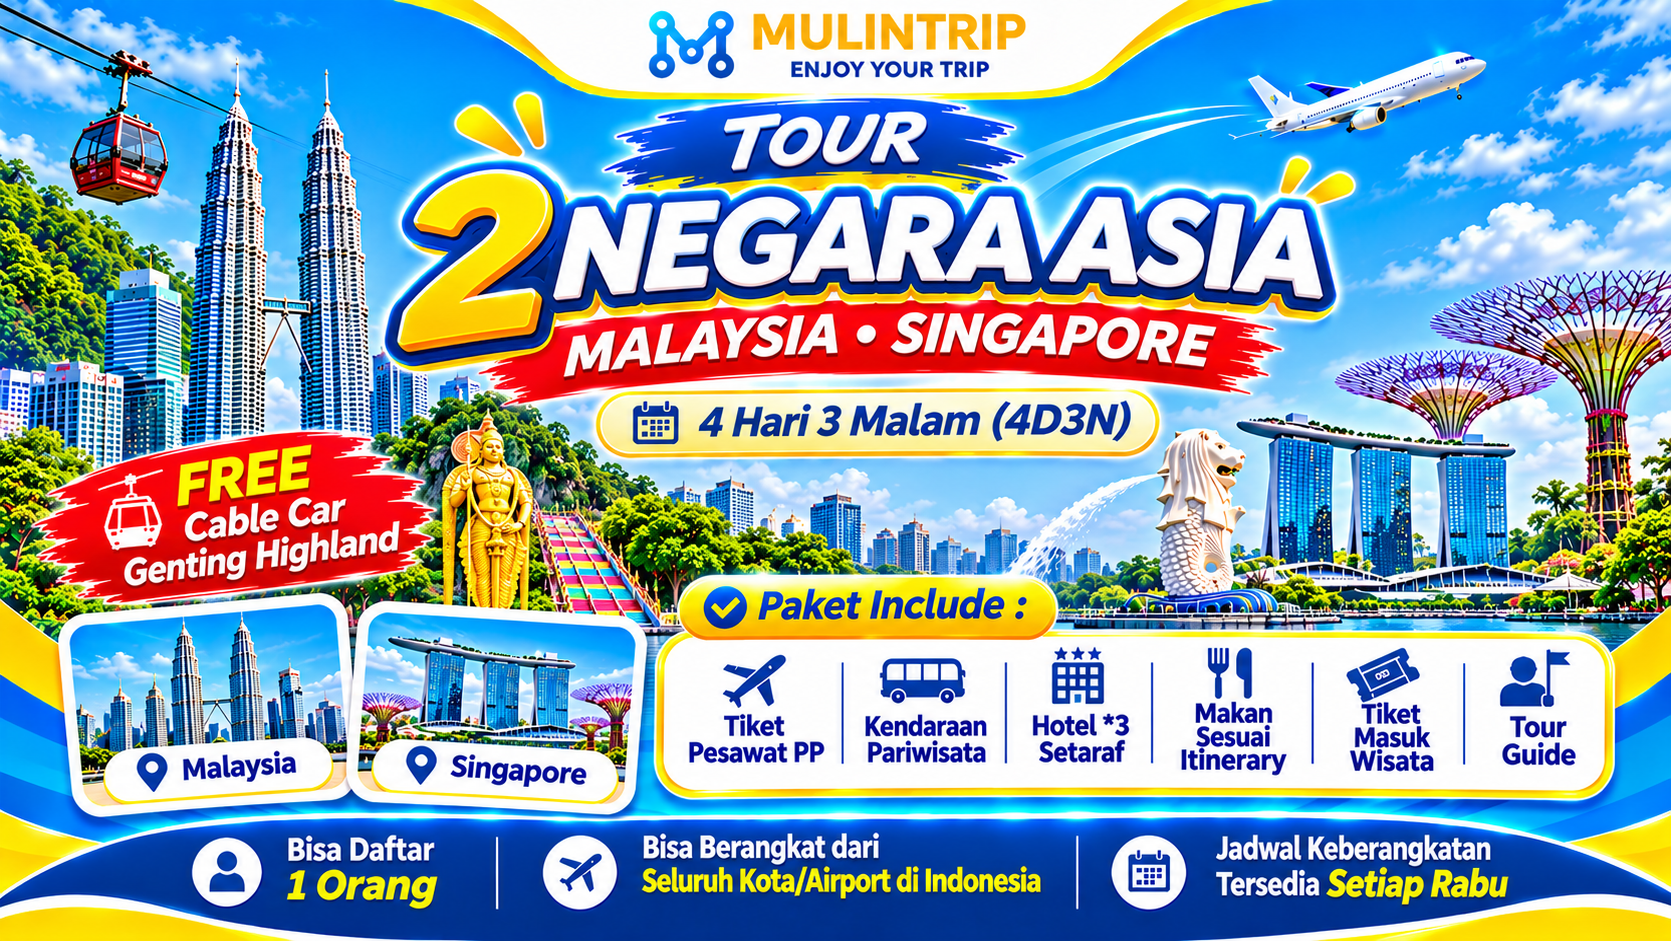 MULINTRIP
ENJOY YOUR TRIP
TOUR
2 NEGARA ASIA
MALAYSIA • SINGAPORE
4 Hari 3 Malam (4D3N)
FREE
Cable Car
Genting Highland
Malaysia
Singapore
Paket Include :
Tiket
Pesawat PP
Kendaraan
Pariwisata
Hotel *3
Setaraf
Makan
Sesuai
Itinerary
Tiket
Masuk
Wisata
Tour
Guide
Bisa Daftar
1 Orang
Bisa Berangkat dari
Seluruh Kota/Airport di Indonesia
Jadwal Keberangkatan
Tersedia Setiap Rabu